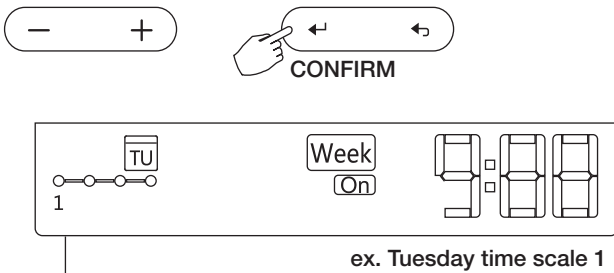 − +
CONFIRM
TU
Week
On
9:00
1
ex. Tuesday time scale 1